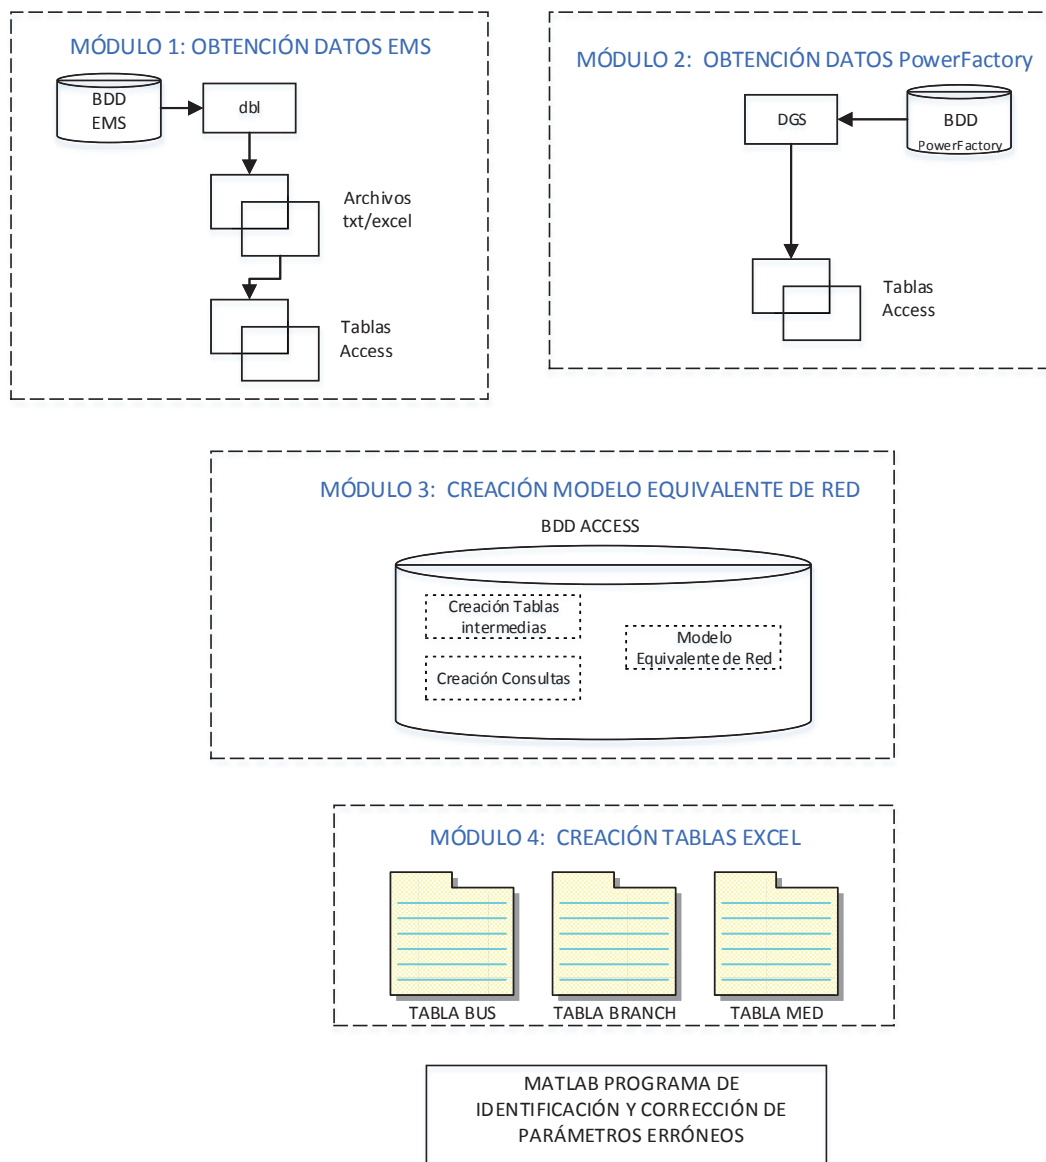 MÓDULO 1: OBTENCIÓN DATOS EMS
BDD
EMS
dbl
Archivos
txt/excel
Tablas
Access
MÓDULO 2: OBTENCIÓN DATOS PowerFactory
DGS
BDD
PowerFactory
Tablas
Access
MÓDULO 3: CREACIÓN MODELO EQUIVALENTE DE RED
BDD ACCESS
Creación Tablas
intermedias
Creación Consultas
Modelo
Equivalente de Red
MÓDULO 4: CREACIÓN TABLAS EXCEL
TABLA BUS
TABLA BRANCH
TABLA MED
MATLAB PROGRAMA DE
IDENTIFICACIÓN Y CORRECCIÓN DE
PARÁMETROS ERRÓNEOS